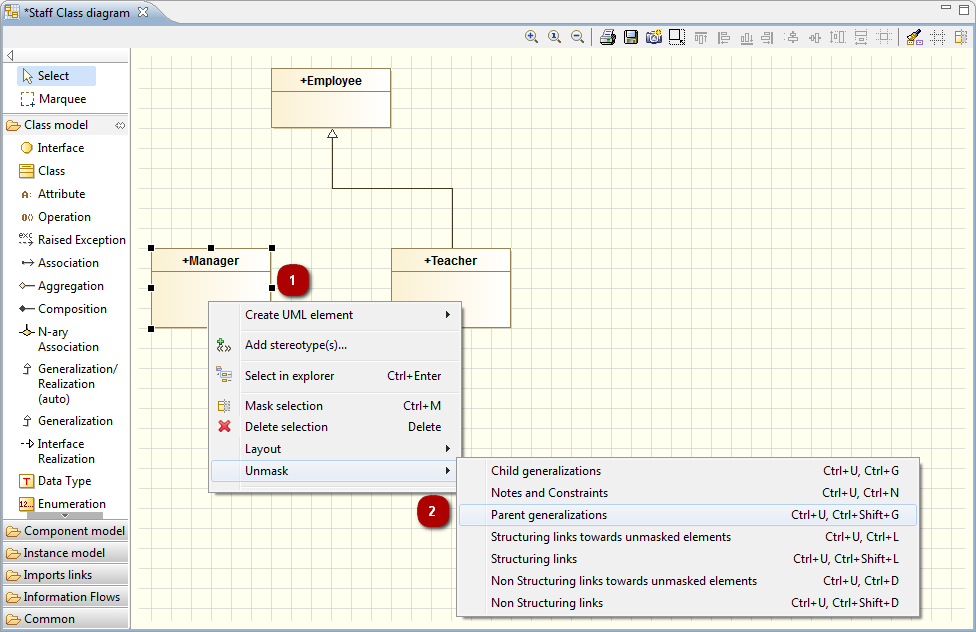 *Staff Class diagram
Select
Marquee
Class model
Interface
Class
Attribute
Operation
Raised Exception
Association
Aggregation
Composition
N-ary
Association
Generalization/
Realization
(auto)
Generalization
Interface
Realization
Data Type
Enumeration
Component model
Instance model
Imports links
Information Flows
Common
+Employee
+Manager
+Teacher
1
Create UML element
Add stereotype(s)...
Select in explorer Ctrl+Enter
Mask selection Ctrl+M
Delete selection Delete
Layout
Unmask
2
Child generalizations Ctrl+U, Ctrl+G
Notes and Constraints Ctrl+U, Ctrl+N
Parent generalizations Ctrl+U, Ctrl+Shift+G
Structuring links towards unmasked elements Ctrl+U, Ctrl+L
Structuring links Ctrl+U, Ctrl+Shift+L
Non Structuring links towards unmasked elements Ctrl+U, Ctrl+D
Non Structuring links Ctrl+U, Ctrl+Shift+D